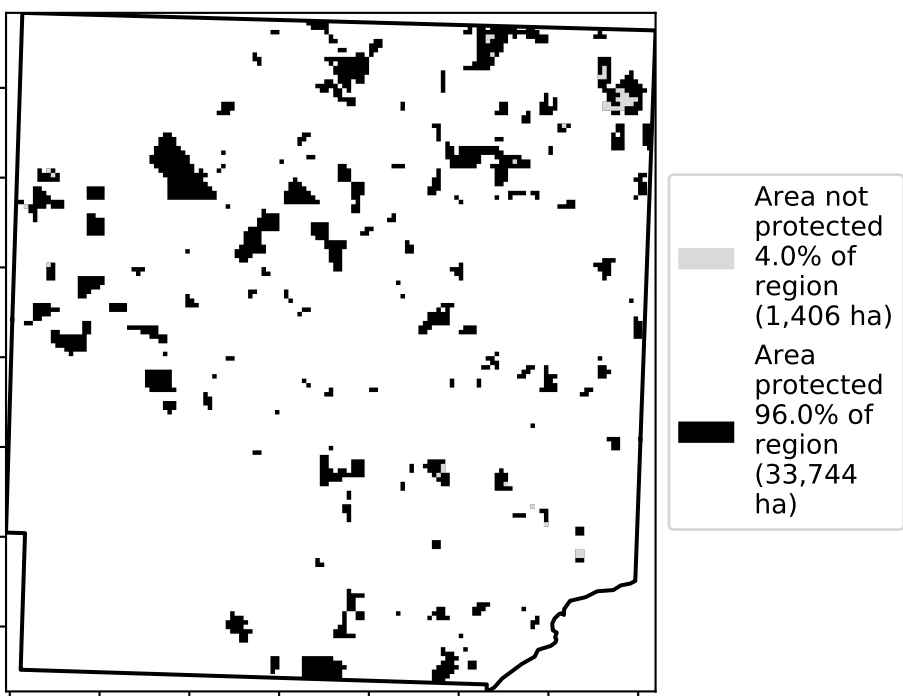 Area not
protected
4.0% of
region
(1,406 ha)
Area
protected
96.0% of
region
(33,744
ha)